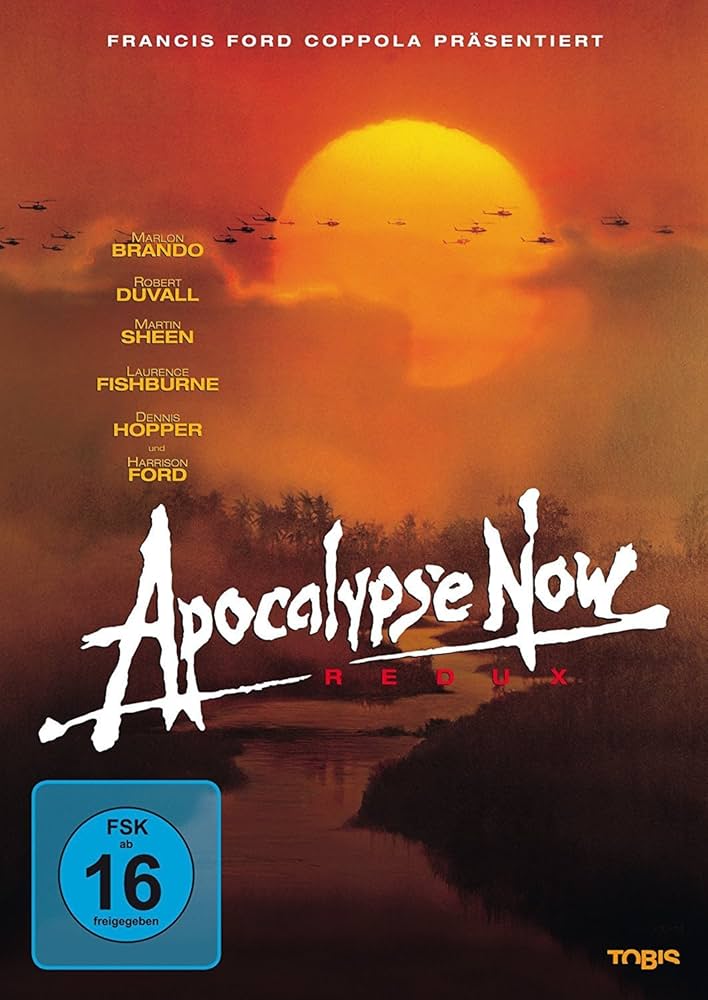 FRANCIS FORD COPPOLA PRÄSENTIERT
MARLON
BRANDO
ROBERT
DUVALL
MARTIN
SHEEN
LAURENCE
FISHBURNE
DENNIS
HOPPER
und
HARRISON
FORD
Apocalypse Now
REDUX
FSK
ab
16
freigegeben
TOBIS